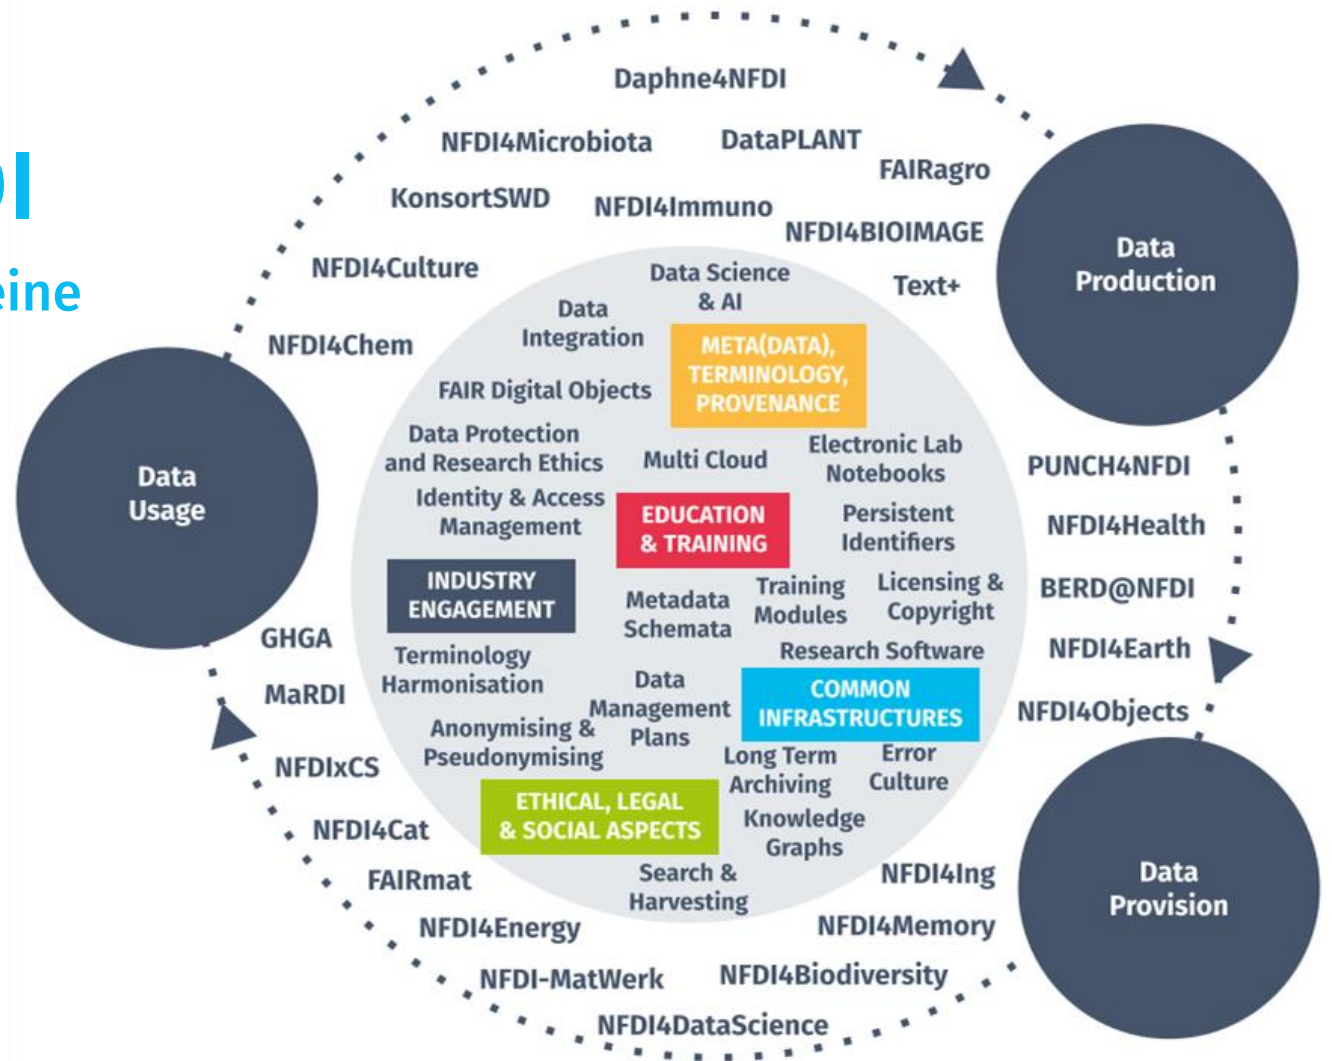 DI
eine
Daphne4NFDI
NFDI4Microbiota
DataPLANT
FAIRagro
KonsortSWD
NFDI4Immuno
NFDI4BIOIMAGE
NFDI4Culture
Text+
NFDI4Chem
Data
Production
Data
Usage
Data
Provision
Data Science
& AI
Data
Integration
META(DATA),
TERMINOLOGY,
PROVENANCE
FAIR Digital Objects
Data Protection
and Research Ethics
Multi Cloud
Electronic Lab
Notebooks
Identity & Access
Management
EDUCATION
& TRAINING
Persistent
Identifiers
INDUSTRY
ENGAGEMENT
Metadata
Schemata
Training
Modules
Licensing &
Copyright
Research Software
Terminology
Harmonisation
Data
Management
Plans
COMMON
INFRASTRUCTURES
Anonymising &
Pseudonymising
Long Term
Archiving
Error
Culture
ETHICAL, LEGAL
& SOCIAL ASPECTS
Knowledge
Graphs
Search &
Harvesting
PUNCH4NFDI
NFDI4Health
BERD@NFDI
NFDI4Earth
NFDI4Objects
GHGA
MaRDI
NFDIxCS
NFDI4Cat
FAIRmat
NFDI4Energy
NFDI-MatWerk
NFDI4DataScience
NFDI4Biodiversity
NFDI4Memory
NFDI4Ing